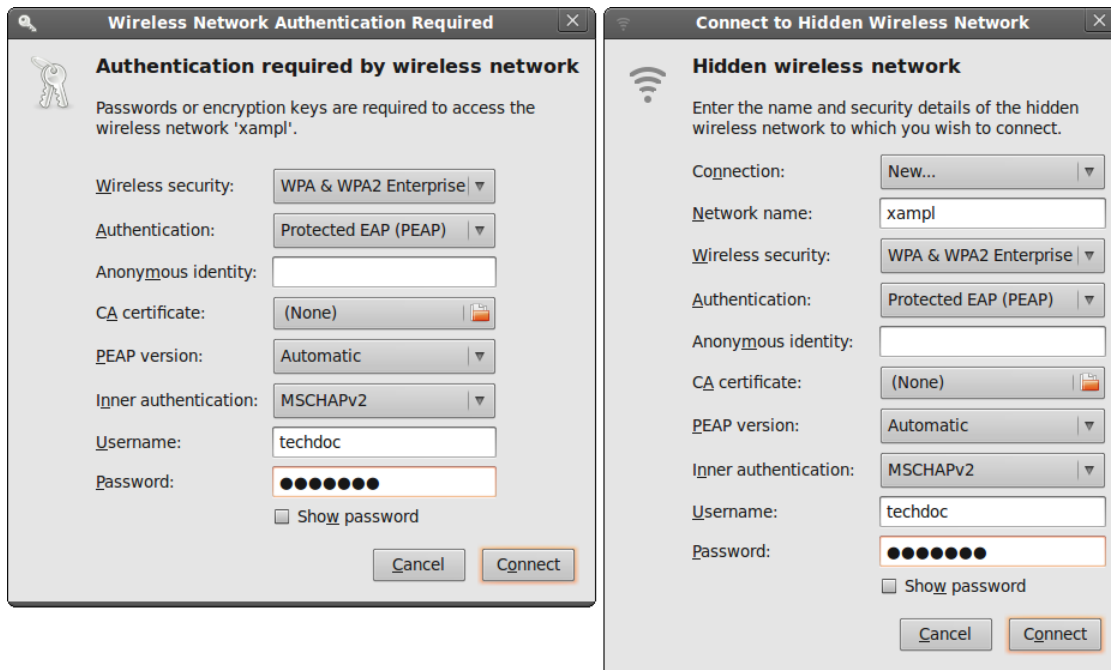 Wireless Network Authentication Required
Authentication required by wireless network
Passwords or encryption keys are required to access the
wireless network 'xampl'.
Wireless security: WPA & WPA2 Enterprise
Authentication: Protected EAP (PEAP)
Anonymous identity:
CA certificate: (None)
PEAP version: Automatic
Inner authentication: MSCHAPv2
Username: techdoc
Password: ●●●●●●●
Show password
Cancel Connect
Connect to Hidden Wireless Network
Hidden wireless network
Enter the name and security details of the hidden
wireless network to which you wish to connect.
Connection: New...
Network name: xampl
Wireless security: WPA & WPA2 Enterprise
Authentication: Protected EAP (PEAP)
Anonymous identity:
CA certificate: (None)
PEAP version: Automatic
Inner authentication: MSCHAPv2
Username: techdoc
Password: ●●●●●●●
Show password
Cancel Connect